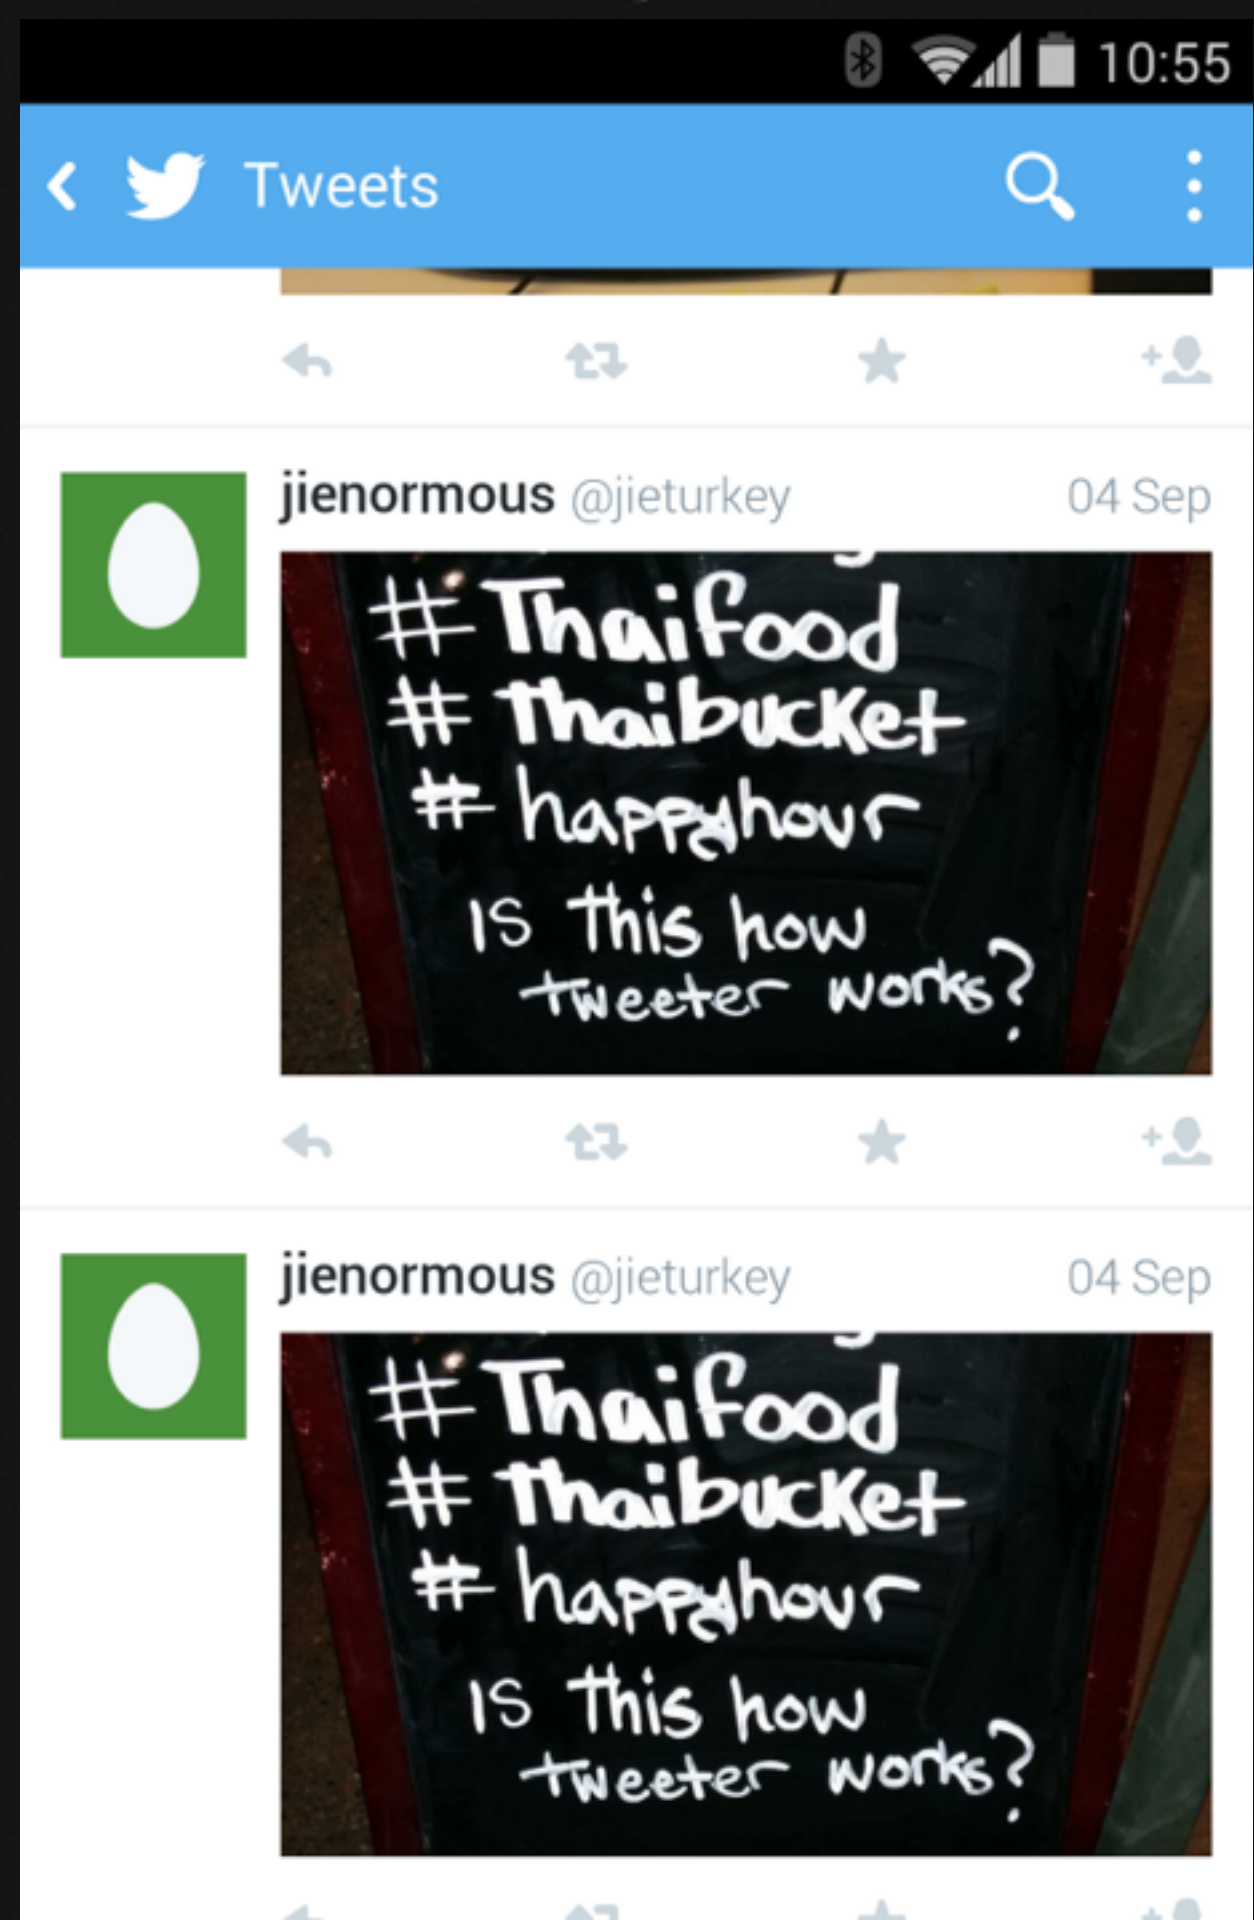 10:55
Tweets
jienormous @jieturkey 04 Sep
# Thaifood
# Thaibucket
# happyhour
Is this how
tweeter works?
jienormous @jieturkey 04 Sep
# Thaifood
# Thaibucket
# happyhour
Is this how
tweeter works?